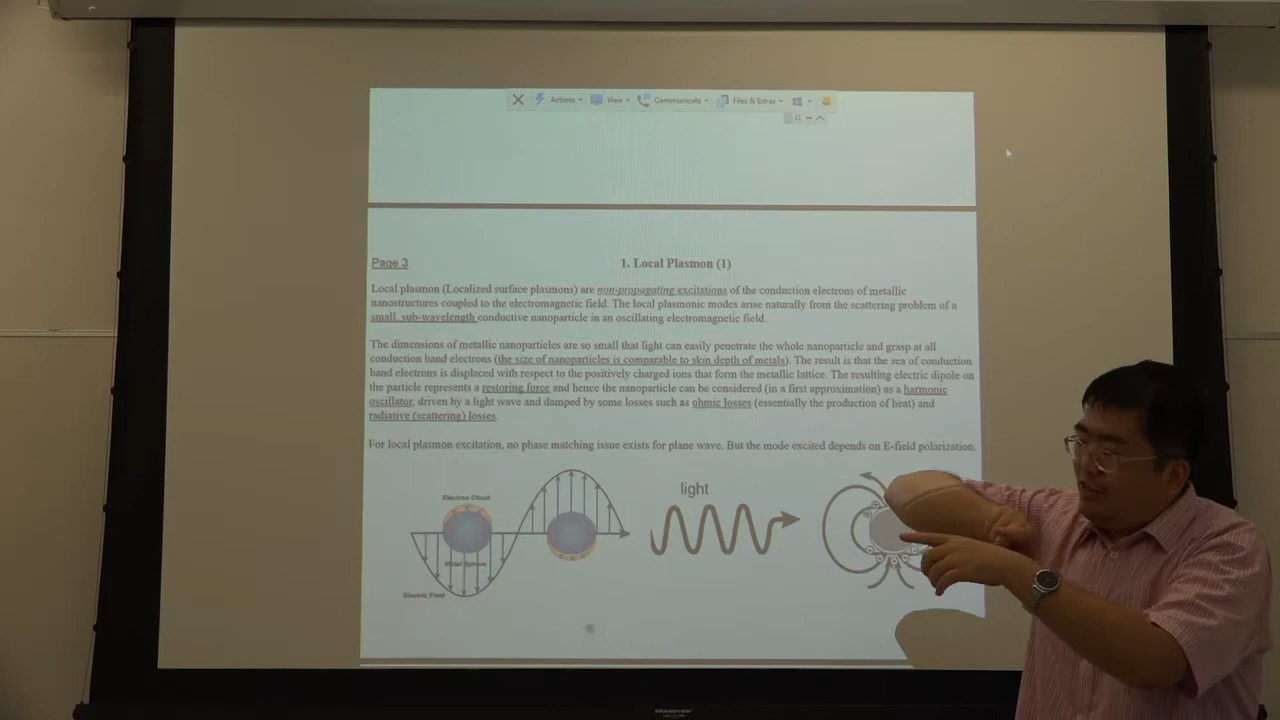 Actions
View
Communicate
Files & Extras
Page 3
1. Local Plasmon (1)
Local plasmon (Localized surface plasmons) are non-propagating excitations of the conduction electrons of metallic
nanostructures coupled to the electromagnetic field. The local plasmonic modes arise naturally from the scattering problem of a
small, sub-wavelength conductive nanoparticle in an oscillating electromagnetic field.
The dimensions of metallic nanoparticles are so small that light can easily penetrate the whole nanoparticle and grasp at all
conduction band electrons (the size of nanoparticles is comparable to skin depth of metals). The result is that the sea of conduction
band electrons is displaced with respect to the positively charged ions that form the metallic lattice. The resulting electric dipole on
the particle represents a restoring force and hence the nanoparticle can be considered (in a first approximation) as a harmonic
oscillator, driven by a light wave and damped by some losses such as ohmic losses (essentially the production of heat) and
radiative (scattering) losses.
For local plasmon excitation, no phase matching issue exists for plane wave. But the mode excited depends on E-field polarization.
Electron Cloud
light
Metal Sphere
Electric Field
GRANDVIEW